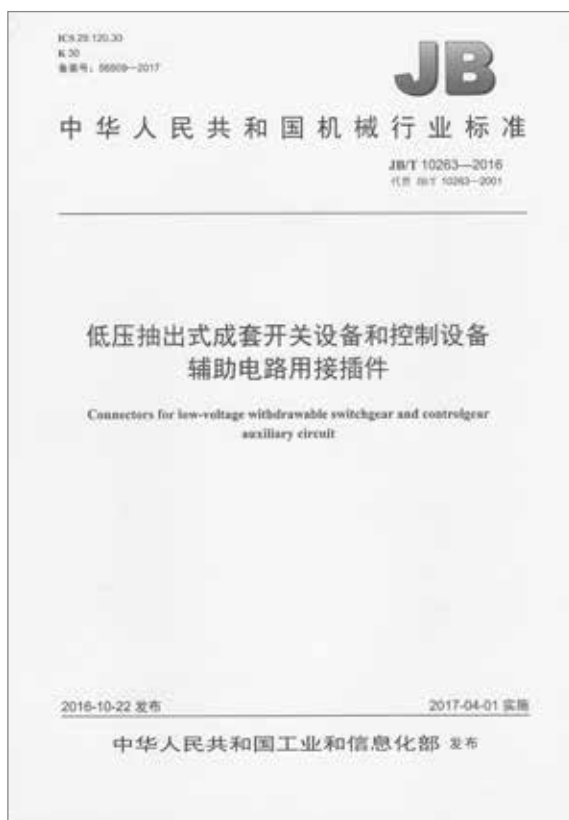 ICS 29.120.30
K 30
备案号：56809—2017
JB
中华人民共和国机械行业标准
JB/T 10263—2016
代替 JB/T 10263—2001
低压抽出式成套开关设备和控制设备
辅助电路用接插件
Connectors for low-voltage withdrawable switchgear and controlgear
auxiliary circuit
2016-10-22 发布
2017-04-01 实施
中华人民共和国工业和信息化部 发布